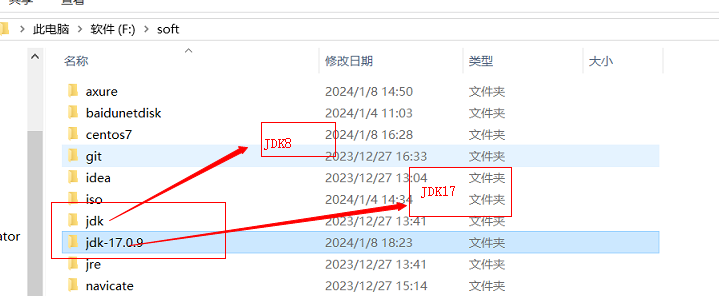 共享 查看
此电脑 软件 (F:) soft
名称 修改日期 类型 大小
axure 2024/1/8 14:50 文件夹
baidunetdisk 2024/1/4 11:03 文件夹
centos7 2024/1/8 16:28 文件夹
JDK8
git 2023/12/27 16:33 文件夹
idea 2023/12/27 13:04 文件夹
JDK17
iso 2024/1/4 14:34 文件夹
jdk 2023/12/27 13:41 文件夹
ator jdk-17.0.9 2024/1/8 18:23 文件夹
jre 2023/12/27 13:41 文件夹
navicate 2023/12/27 15:14 文件夹